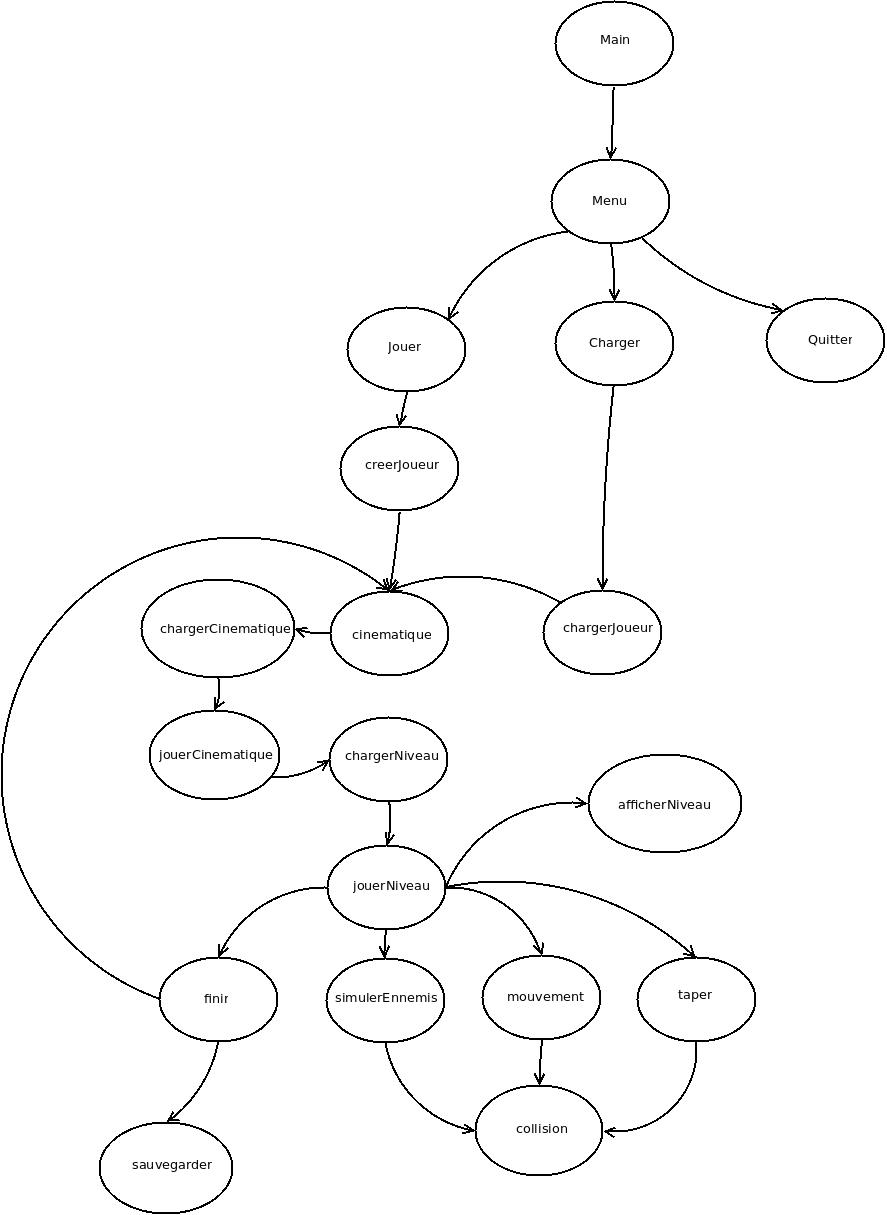 Main
Menu
Jouer
Charger
Quitter
creerJoueur
chargerCinematique
cinematique
chargerJoueur
jouerCinematique
chargerNiveau
afficherNiveau
jouerNiveau
finir
simulerEnnemis
mouvement
taper
collision
sauvegarder